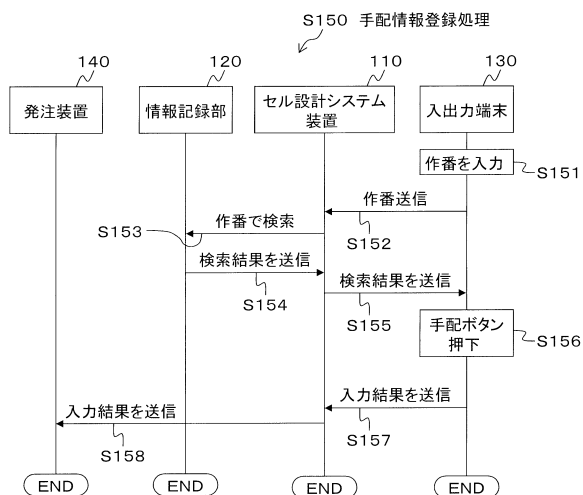 S150 手配情報登録処理
140
120
110
130
発注装置
情報記録部
セル設計システム
装置
入出力端末
作番を入力
S151
作番送信
S152
作番で検索
S153
検索結果を送信
S154
検索結果を送信
S155
手配ボタン
押下
S156
入力結果を送信
S157
入力結果を送信
S158
END
END
END
END